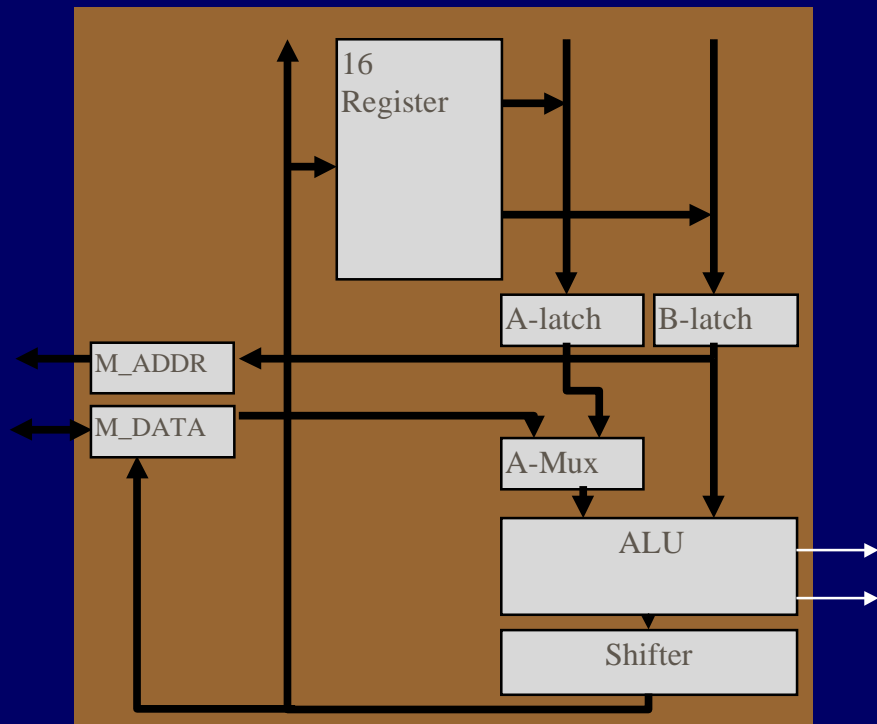 16
Register
A-latch
B-latch
M_ADDR
M_DATA
A-Mux
ALU
Shifter